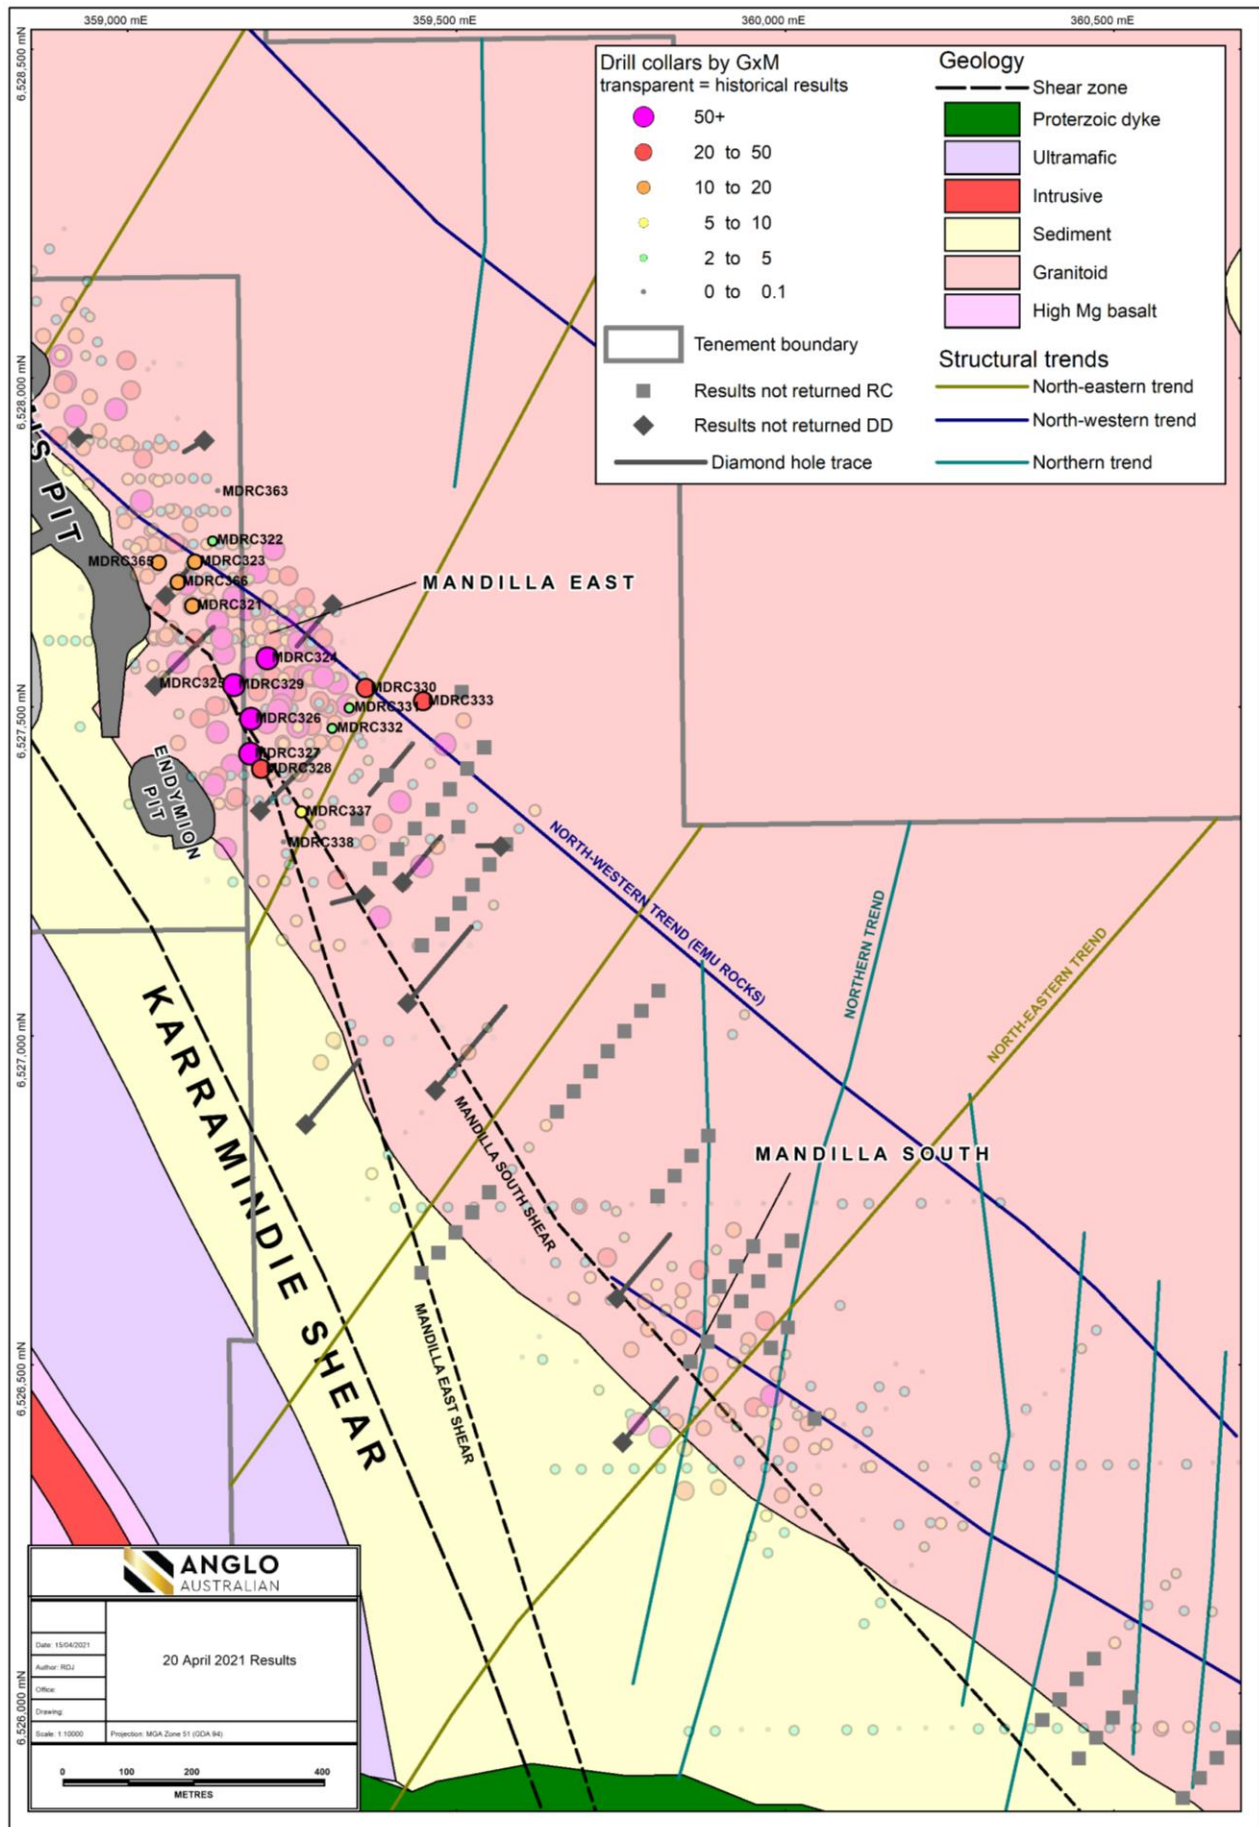 359,000 mE
359,500 mE
360,000 mE
360,500 mE
6,528,500 mN
6,528,000 mN
6,527,500 mN
6,527,000 mN
6,526,500 mN
6,526,000 mN
Drill collars by GxM
transparent = historical results
50+
20 to 50
10 to 20
5 to 10
2 to 5
0 to 0.1
Tenement boundary
Results not returned RC
Results not returned DD
Diamond hole trace
Geology
Shear zone
Proterzoic dyke
Ultramafic
Intrusive
Sediment
Granitoid
High Mg basalt
Structural trends
North-eastern trend
North-western trend
Northern trend
NS PIT
MDRC363
MDRC322
MDRC365
MDRC323
MDRC366
MDRC321
MANDILLA EAST
MDRC324
MDRC325
MDRC329
MDRC330
MDRC333
MDRC331
MDRC326
MDRC332
MDRC327
MDRC328
ENDYMION
PIT
MDRC337
MDRC338
NORTH-WESTERN TREND (EMU ROCKS)
NORTHERN TREND
NORTH-EASTERN TREND
KARRAMINDIE SHEAR
MANDILLA SOUTH SHEAR
MANDILLA SOUTH
MANDILLA EAST SHEAR
ANGLO
AUSTRALIAN
Date: 15/04/2021
Author: RDJ
Office:
Drawing:
Scale: 1:10000
20 April 2021 Results
Projection: MGA Zone 51 (GDA 94)
0 100 200 400
METRES